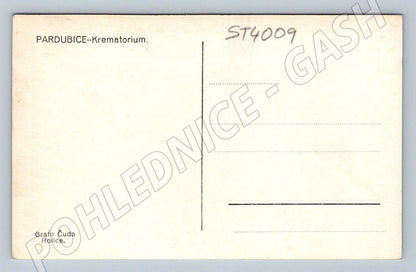 PARDUBICE--Krematorium.
ST4009
POHLEDNICE - GASH
Grafo Čuda
Holice.